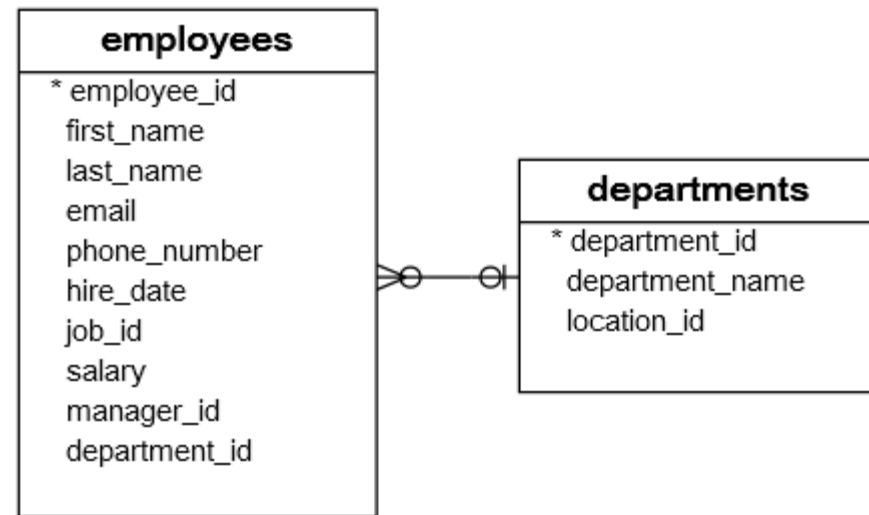 employees
* employee_id
first_name
last_name
email
phone_number
hire_date
job_id
salary
manager_id
department_id
departments
* department_id
department_name
location_id